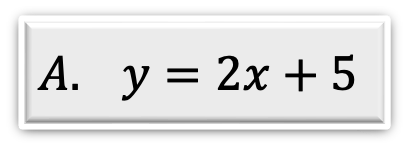 A. y = 2x + 5